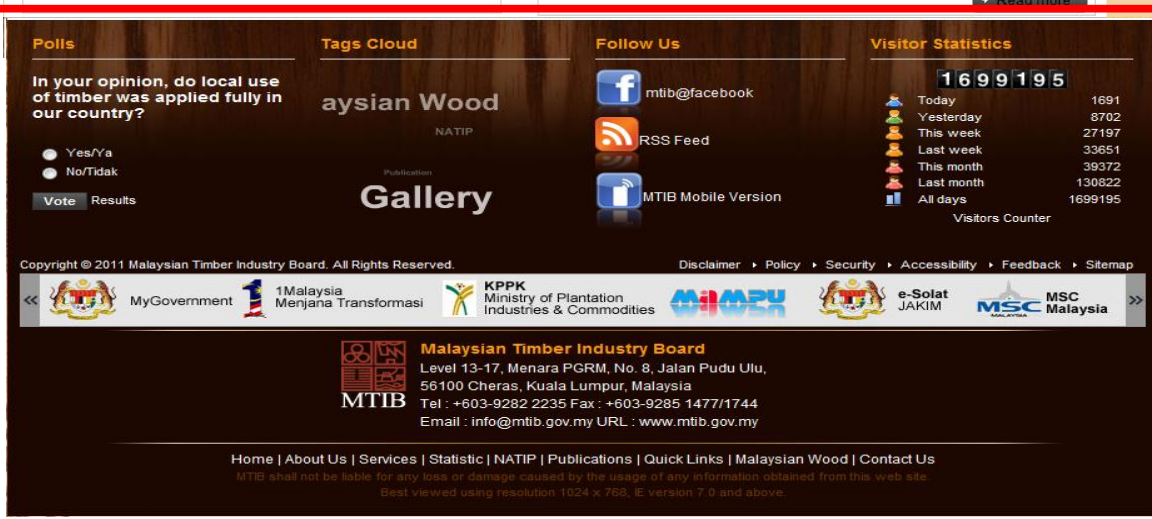 Read more
Polls
In your opinion, do local use
of timber was applied fully in
our country?
Yes/Ya
No/Tidak
Vote Results
Tags Cloud
aysian Wood
NATIP
Publication
Gallery
Follow Us
mtib@facebook
RSS Feed
MTIB Mobile Version
Visitor Statistics
1699195
Today 1691
Yesterday 8702
This week 27197
Last week 33651
This month 39372
Last month 130822
All days 1699195
Visitors Counter
Copyright © 2011 Malaysian Timber Industry Board. All Rights Reserved.
Disclaimer ▸ Policy ▸ Security ▸ Accessibility ▸ Feedback ▸ Sitemap
« MyGovernment
1Malaysia
Menjana Transformasi
KPPK
Ministry of Plantation
Industries & Commodities
MAMPU
e-Solat
JAKIM
MSC
MALAYSIA
MSC
Malaysia »
MTIB
Malaysian Timber Industry Board
Level 13-17, Menara PGRM, No. 8, Jalan Pudu Ulu,
56100 Cheras, Kuala Lumpur, Malaysia
Tel : +603-9282 2235 Fax : +603-9285 1477/1744
Email : info@mtib.gov.my URL : www.mtib.gov.my
Home | About Us | Services | Statistic | NATIP | Publications | Quick Links | Malaysian Wood | Contact Us
MTIB shall not be liable for any loss or damage caused by the usage of any information obtained from this web site.
Best viewed using resolution 1024 x 768, IE version 7.0 and above.